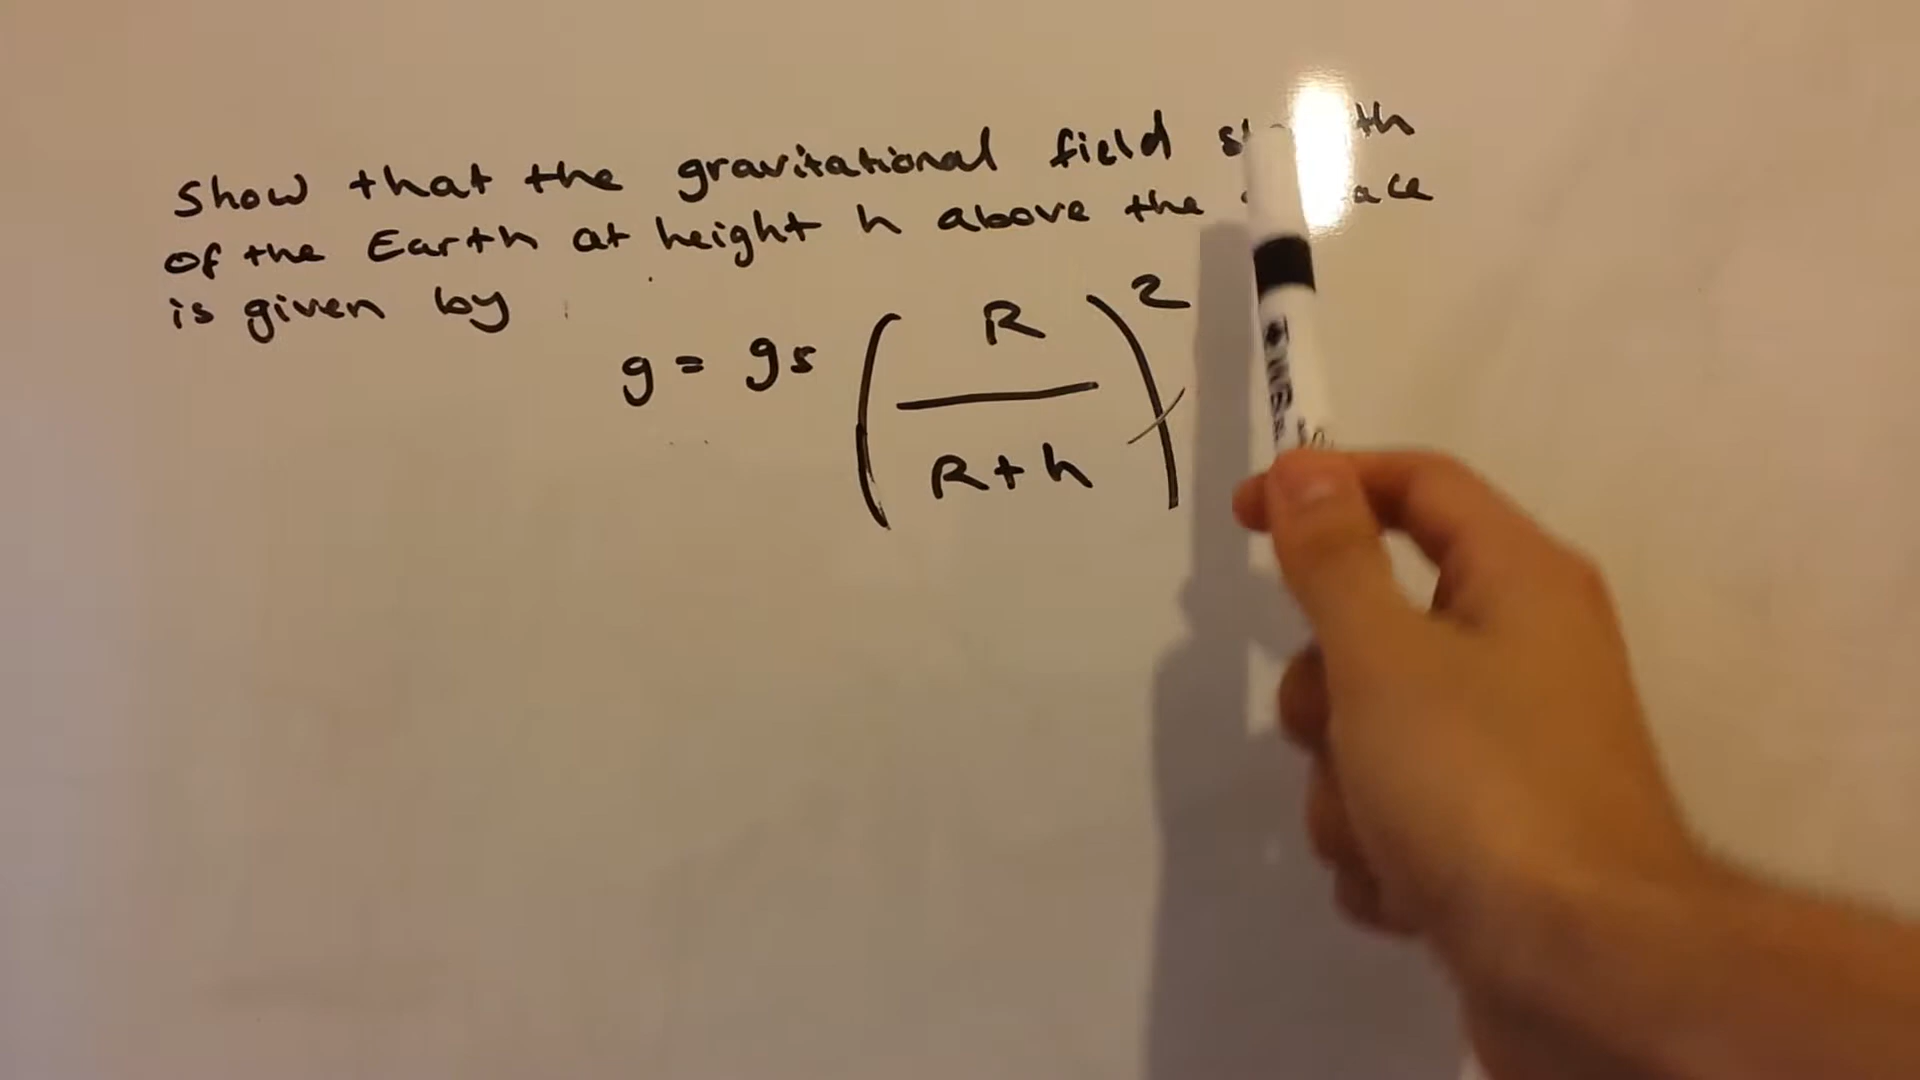 Show that the gravitational field
of the Earth at height h above the
is given by
g = gs ( R / R+h )²